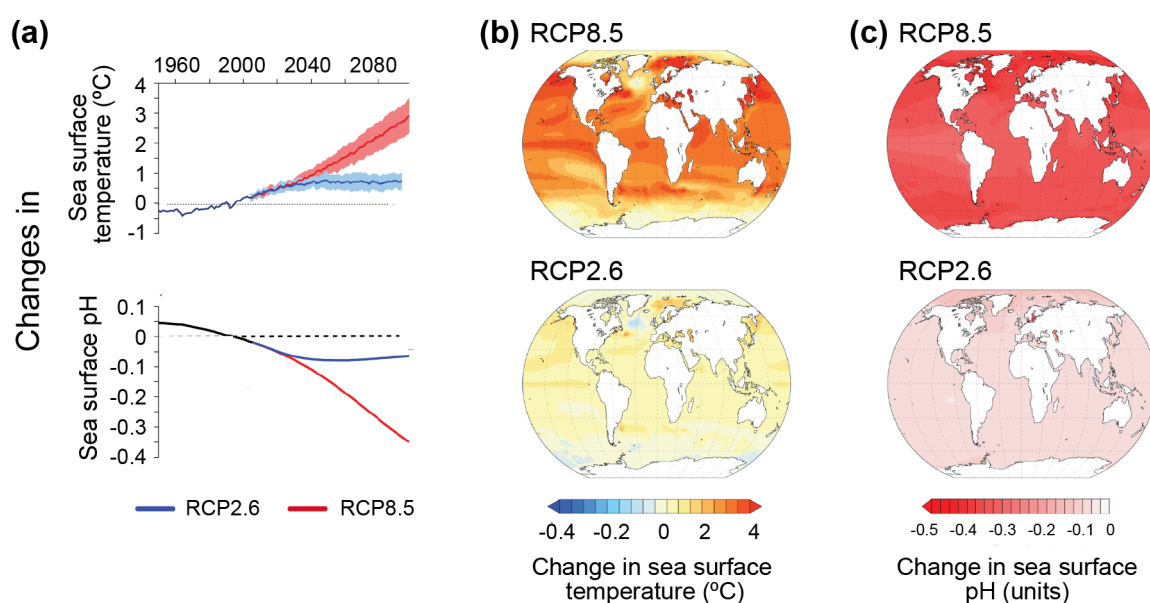 (a)
Changes in
1960 2000 2040 2080
Sea surface
temperature (ºC)
4
3
2
1
0
-1
Sea surface pH
0.1
0
-0.1
-0.2
-0.3
-0.4
RCP2.6 RCP8.5
(b)
RCP8.5
RCP2.6
-0.4 -0.2 0 2 4
Change in sea surface
temperature (ºC)
(c)
RCP8.5
RCP2.6
-0.5 -0.4 -0.3 -0.2 -0.1 0
Change in sea surface
pH (units)